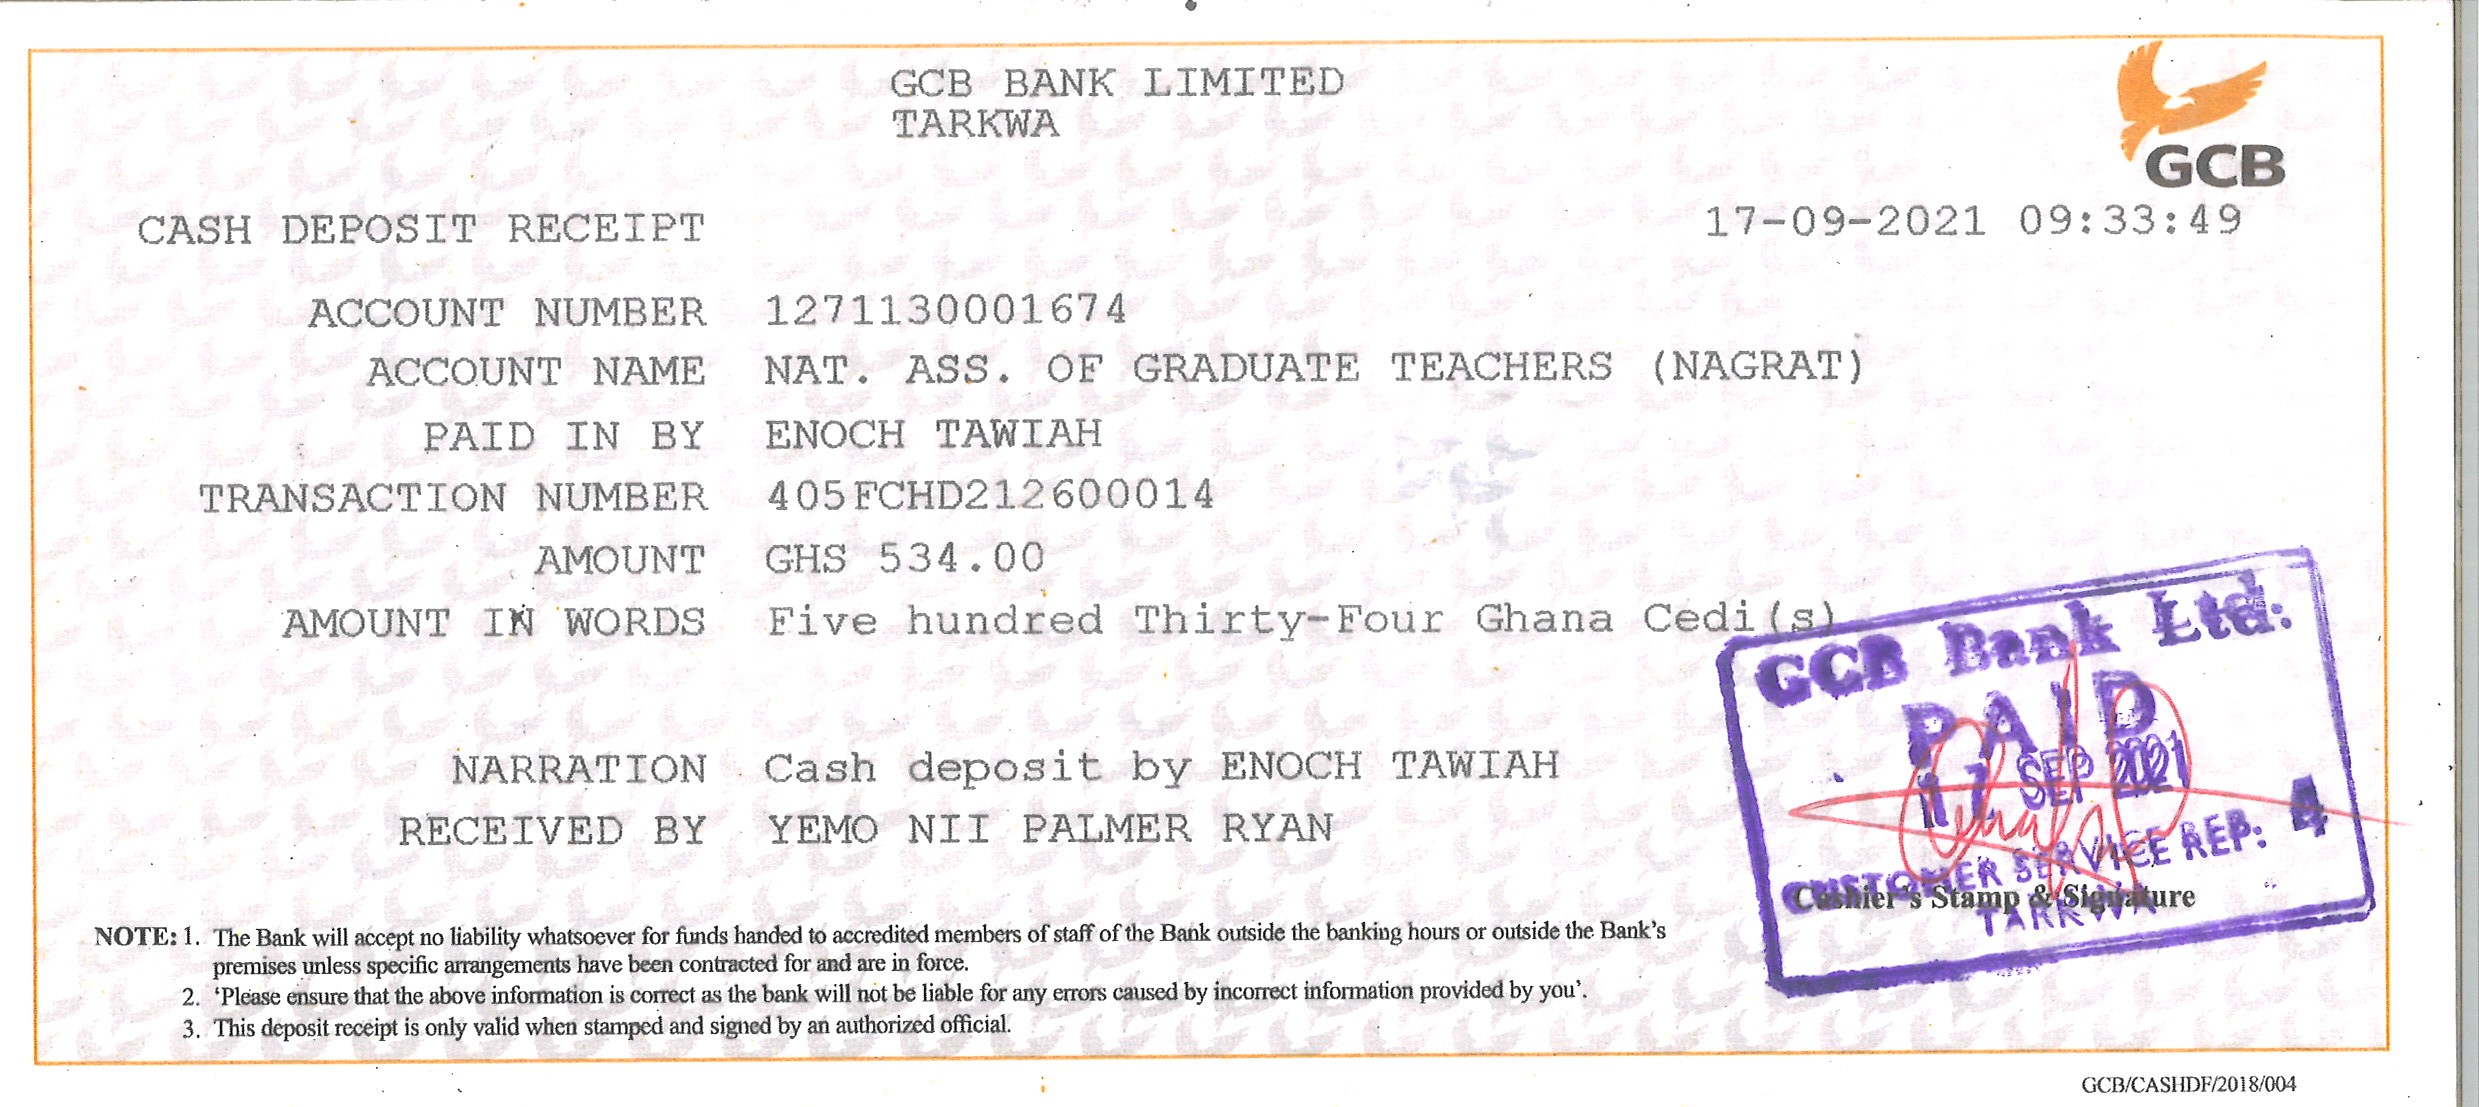 GCB BANK LIMITED
TARKWA
GCB
CASH DEPOSIT RECEIPT 17-09-2021 09:33:49
ACCOUNT NUMBER 1271130001674
ACCOUNT NAME NAT. ASS. OF GRADUATE TEACHERS (NAGRAT)
PAID IN BY ENOCH TAWIAH
TRANSACTION NUMBER 405FCHD212600014
AMOUNT GHS 534.00
AMOUNT IN WORDS Five hundred Thirty-Four Ghana Cedi(s)
NARRATION Cash deposit by ENOCH TAWIAH
RECEIVED BY YEMO NII PALMER RYAN
GCB Bank Ltd.
PAID
17 SEP 2021
CUSTOMER SERVICE REP: 4
TARKWA
Cashier's Stamp & Signature
NOTE: 1. The Bank will accept no liability whatsoever for funds handed to accredited members of staff of the Bank outside the banking hours or outside the Bank's
premises unless specific arrangements have been contracted for and are in force.
2. 'Please ensure that the above information is correct as the bank will not be liable for any errors caused by incorrect information provided by you'.
3. This deposit receipt is only valid when stamped and signed by an authorized official.
GCB/CASHDF/2018/004